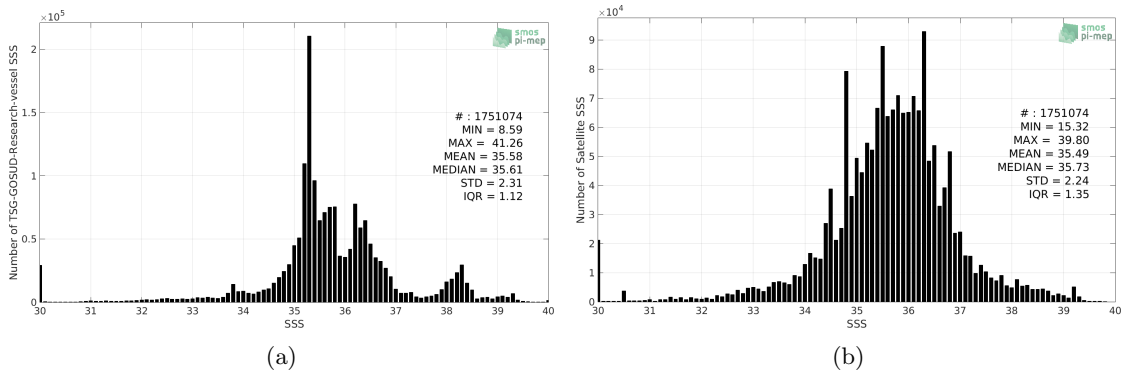 ×10⁵
2
1.5
1
0.5
0
Number of TSG-GOSUD-Research-vessel SSS
30 31 32 33 34 35 36 37 38 39 40
SSS
smos
pi-mep
# : 1751074
MIN = 8.59
MAX = 41.26
MEAN = 35.58
MEDIAN = 35.61
STD = 2.31
IQR = 1.12
(a)
×10⁴
9
8
7
6
5
4
3
2
1
0
Number of Satellite SSS
30 31 32 33 34 35 36 37 38 39 40
SSS
smos
pi-mep
# : 1751074
MIN = 15.32
MAX = 39.80
MEAN = 35.49
MEDIAN = 35.73
STD = 2.24
IQR = 1.35
(b)